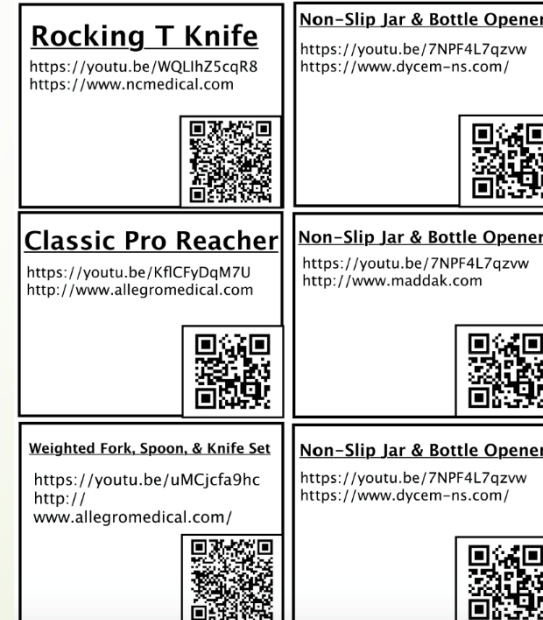 Rocking T Knife
https://youtu.be/WQLIhZ5cqR8
https://www.ncmedical.com
Non-Slip Jar & Bottle Opener
https://youtu.be/7NPF4L7qzvw
https://www.dycem-ns.com/
Classic Pro Reacher
https://youtu.be/KflCFyDqM7U
http://www.allegromedical.com
Non-Slip Jar & Bottle Opener
https://youtu.be/7NPF4L7qzvw
http://www.maddak.com
Weighted Fork, Spoon, & Knife Set
https://youtu.be/uMCjcfa9hc
http://
www.allegromedical.com/
Non-Slip Jar & Bottle Opener
https://youtu.be/7NPF4L7qzvw
https://www.dycem-ns.com/